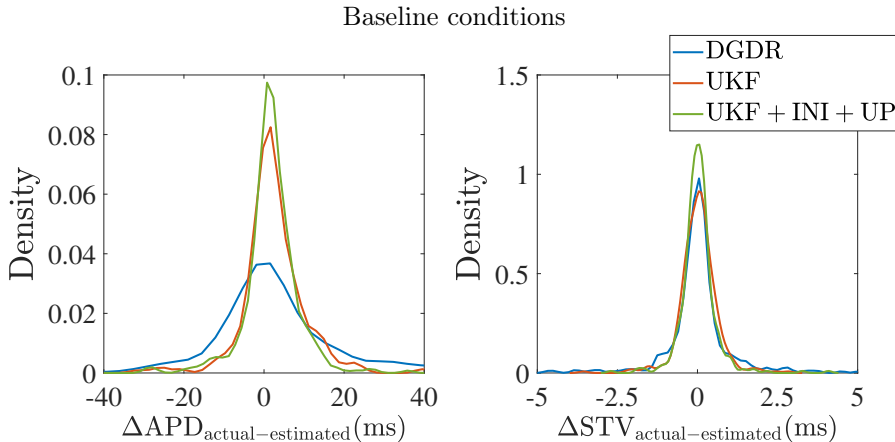 Baseline conditions
DGDR
UKF
UKF + INI + UP
Density
0.1
0.08
0.06
0.04
0.02
0
-40
-20
0
20
40
ΔAPD actual−estimated (ms)
Density
1.5
1
0.5
0
-5
-2.5
0
2.5
5
ΔSTV actual−estimated (ms)